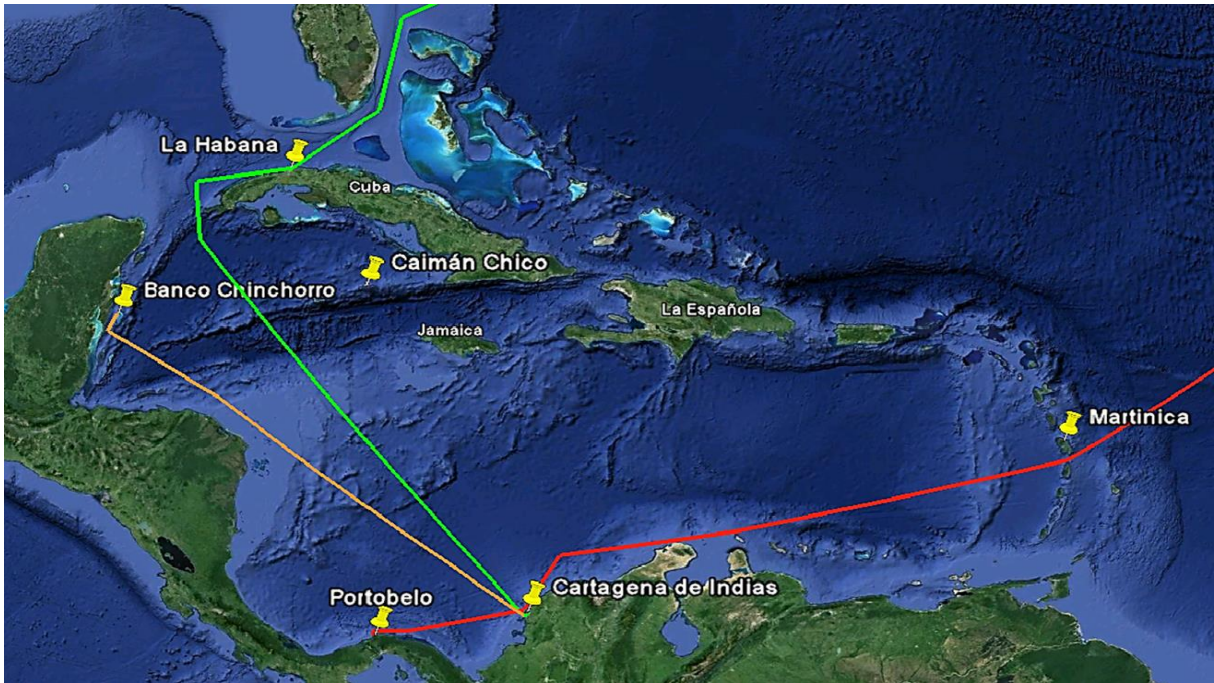 La Habana
Cuba
Caimán Chico
Banco Chinchorro
La Española
Jamaica
Martinica
Cartagena de Indias
Portobelo